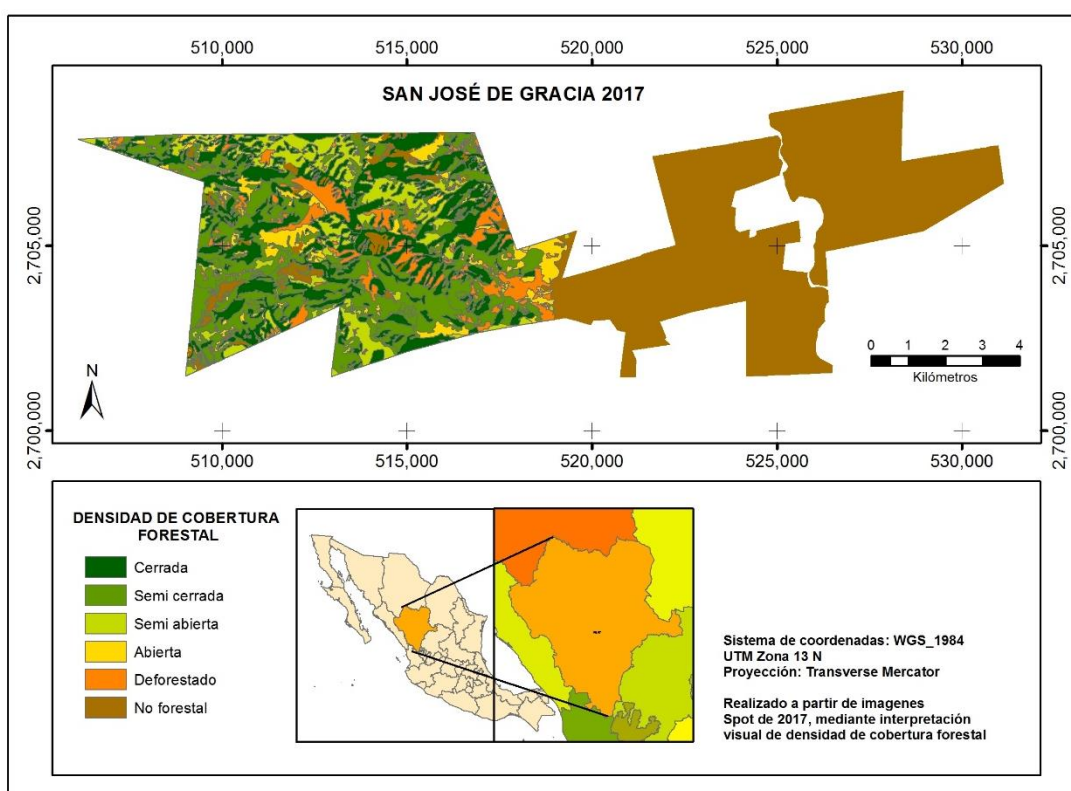 510,000
515,000
520,000
525,000
530,000
SAN JOSÉ DE GRACIA 2017
2,705,000
2,705,000
N
0 1 2 3 4
Kilómetros
2,700,000
2,700,000
510,000
515,000
520,000
525,000
530,000
DENSIDAD DE COBERTURA
FORESTAL
Cerrada
Semi cerrada
Semi abierta
Abierta
Deforestado
No forestal
Sistema de coordenadas: WGS_1984
UTM Zona 13 N
Proyección: Transverse Mercator
Realizado a partir de imagenes
Spot de 2017, mediante interpretación
visual de densidad de cobertura forestal